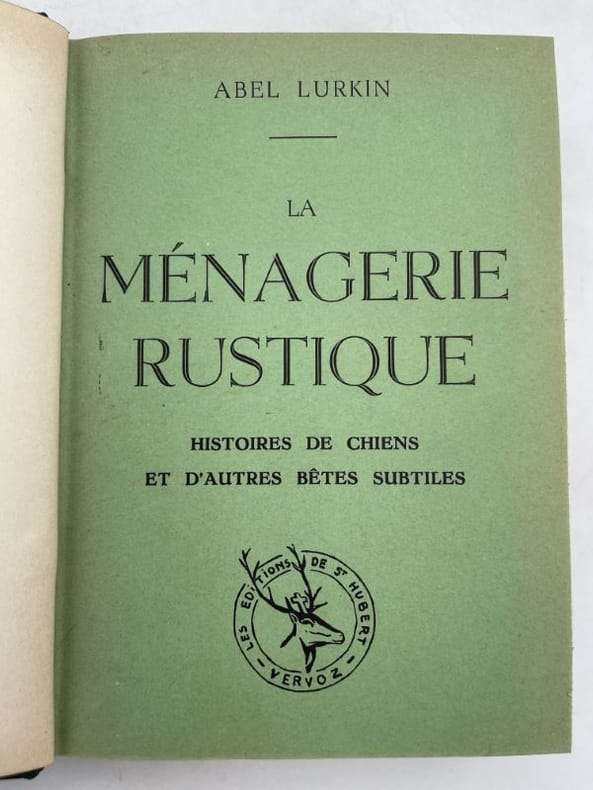 ABEL LURKIN
LA
MÉNAGERIE
RUSTIQUE
HISTOIRES DE CHIENS
ET D'AUTRES BÊTES SUBTILES
LES EDITIONS DE ST HUBERT
VERVOZ